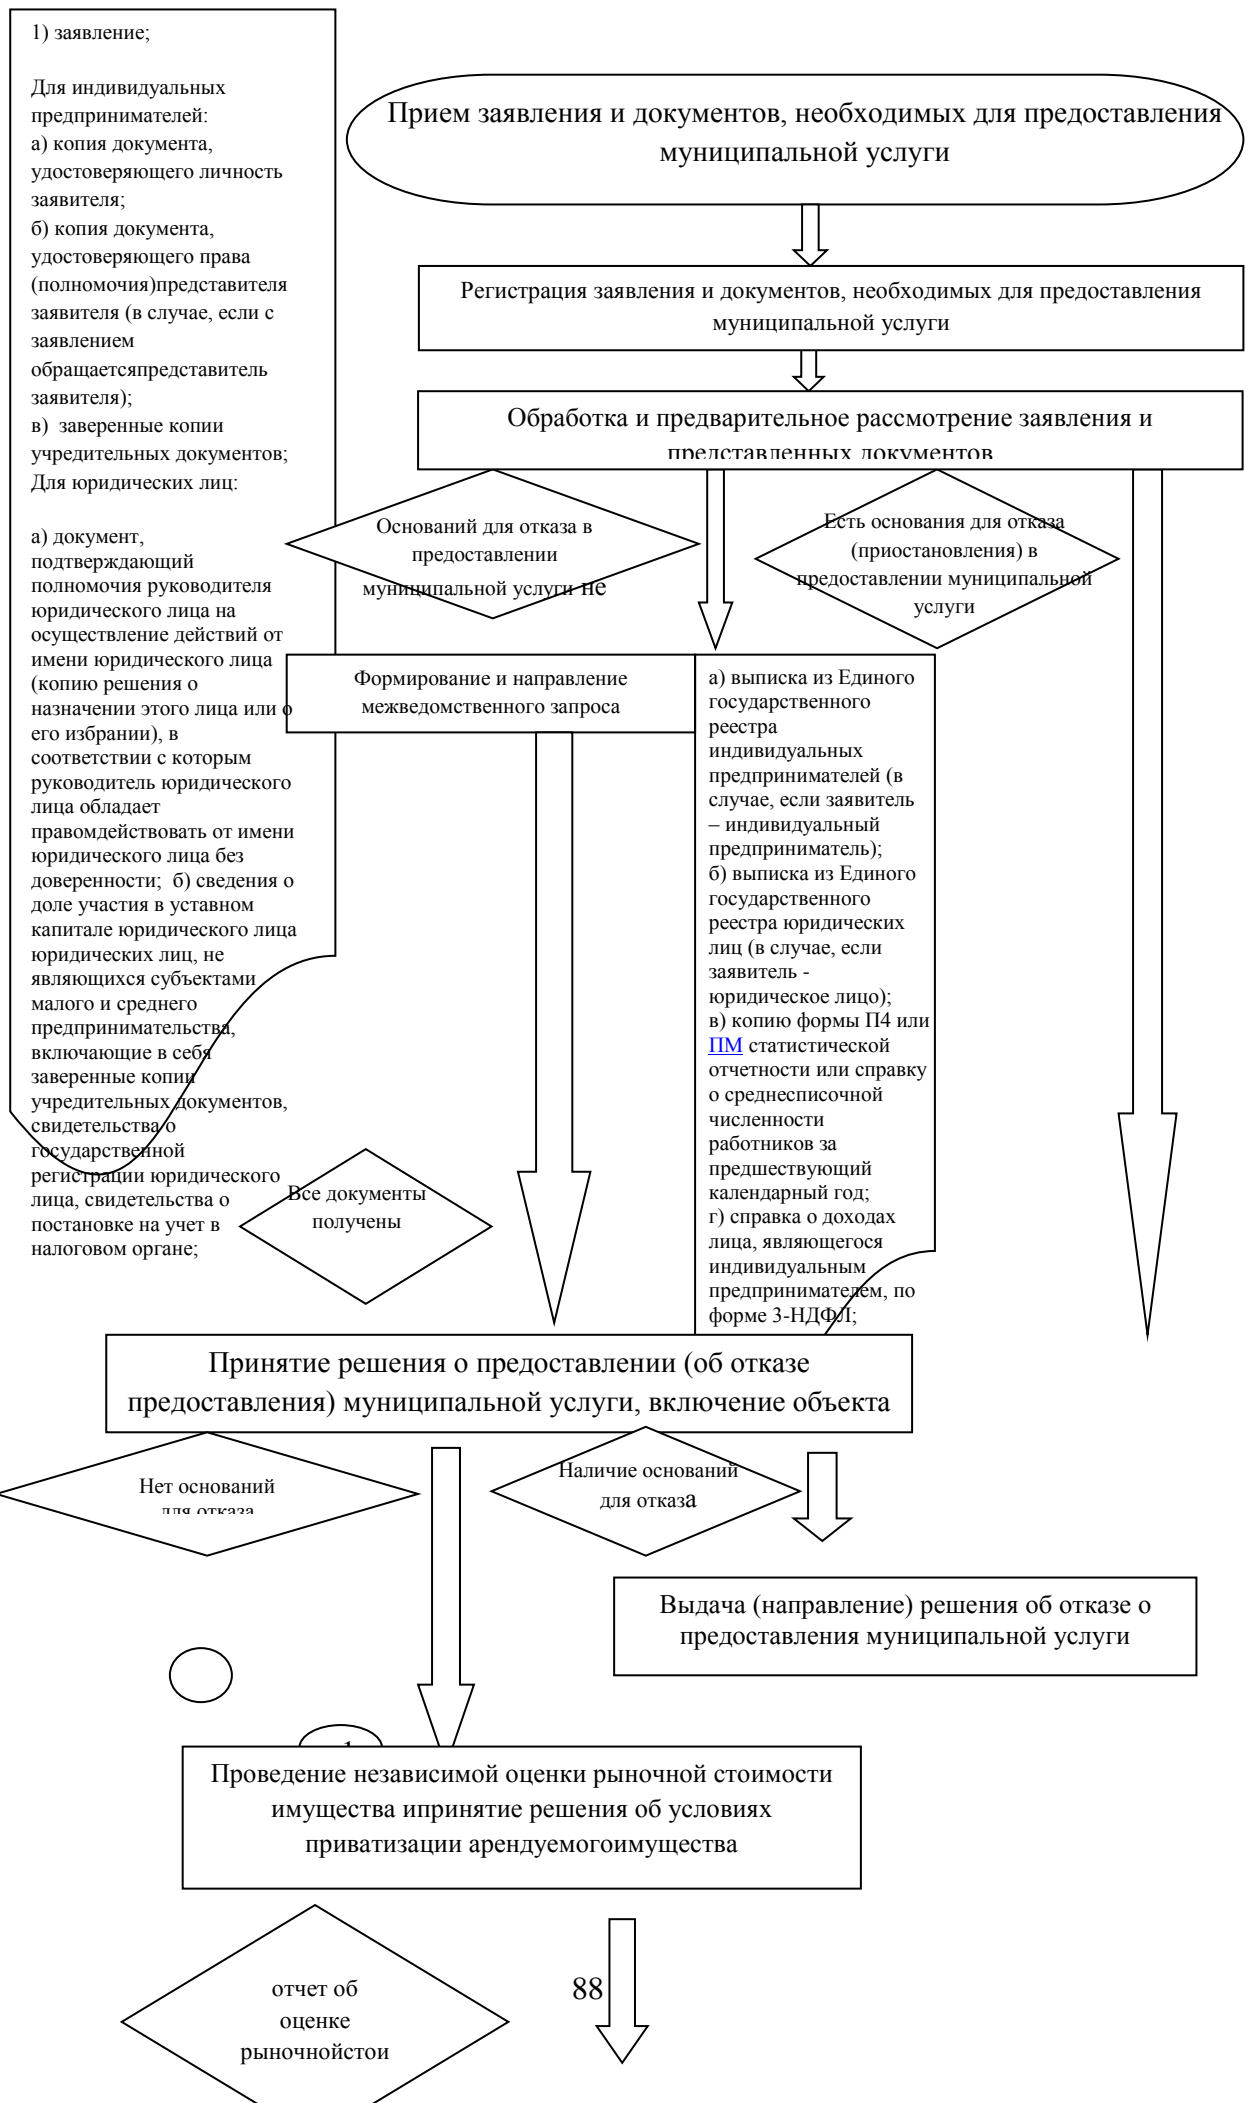 1) заявление;
Для индивидуальных
предпринимателей:
а) копия документа,
удостоверяющего личность
заявителя;
б) копия документа,
удостоверяющего права
(полномочия)представителя
заявителя (в случае, если с
заявлением
обращаетсяпредставитель
заявителя);
в) заверенные копии
учредительных документов;
Для юридических лиц:
а) документ,
подтверждающий
полномочия руководителя
юридического лица на
осуществление действий от
имени юридического лица
(копию решения о
назначении этого лица или о
его избрании), в
соответствии с которым
руководитель юридического
лица обладает
правомдействовать от имени
юридического лица без
доверенности; б) сведения о
доле участия в уставном
капитале юридического лица
юридических лиц, не
являющихся субъектами
малого и среднего
предпринимательства,
включающие в себя
заверенные копии
учредительных документов,
свидетельства о
государственной
регистрации юридического
лица, свидетельства о
постановке на учет в
налоговом органе;
Прием заявления и документов, необходимых для предоставления
муниципальной услуги
Регистрация заявления и документов, необходимых для предоставления
муниципальной услуги
Обработка и предварительное рассмотрение заявления и
представленных документов
Оснований для отказа в
предоставлении
муниципальной услуги не
Есть основания для отказа
(приостановления) в
предоставлении муниципальной
услуги
Формирование и направление
межведомственного запроса
а) выписка из Единого
государственного
реестра
индивидуальных
предпринимателей (в
случае, если заявитель
– индивидуальный
предприниматель);
б) выписка из Единого
государственного
реестра юридических
лиц (в случае, если
заявитель -
юридическое лицо);
в) копию формы П4 или
ПМ статистической
отчетности или справку
о среднесписочной
численности
работников за
предшествующий
календарный год;
г) справка о доходах
лица, являющегося
индивидуальным
предпринимателем, по
форме 3-НДФЛ;
Все документы
получены
Принятие решения о предоставлении (об отказе
предоставления) муниципальной услуги, включение объекта
Нет оснований
для отказа
Наличие оснований
для отказа
Выдача (направление) решения об отказе о
предоставления муниципальной услуги
1
Проведение независимой оценки рыночной стоимости
имущества ипринятие решения об условиях
приватизации арендуемогоимущества
отчет об
оценке
рыночнойстои
88